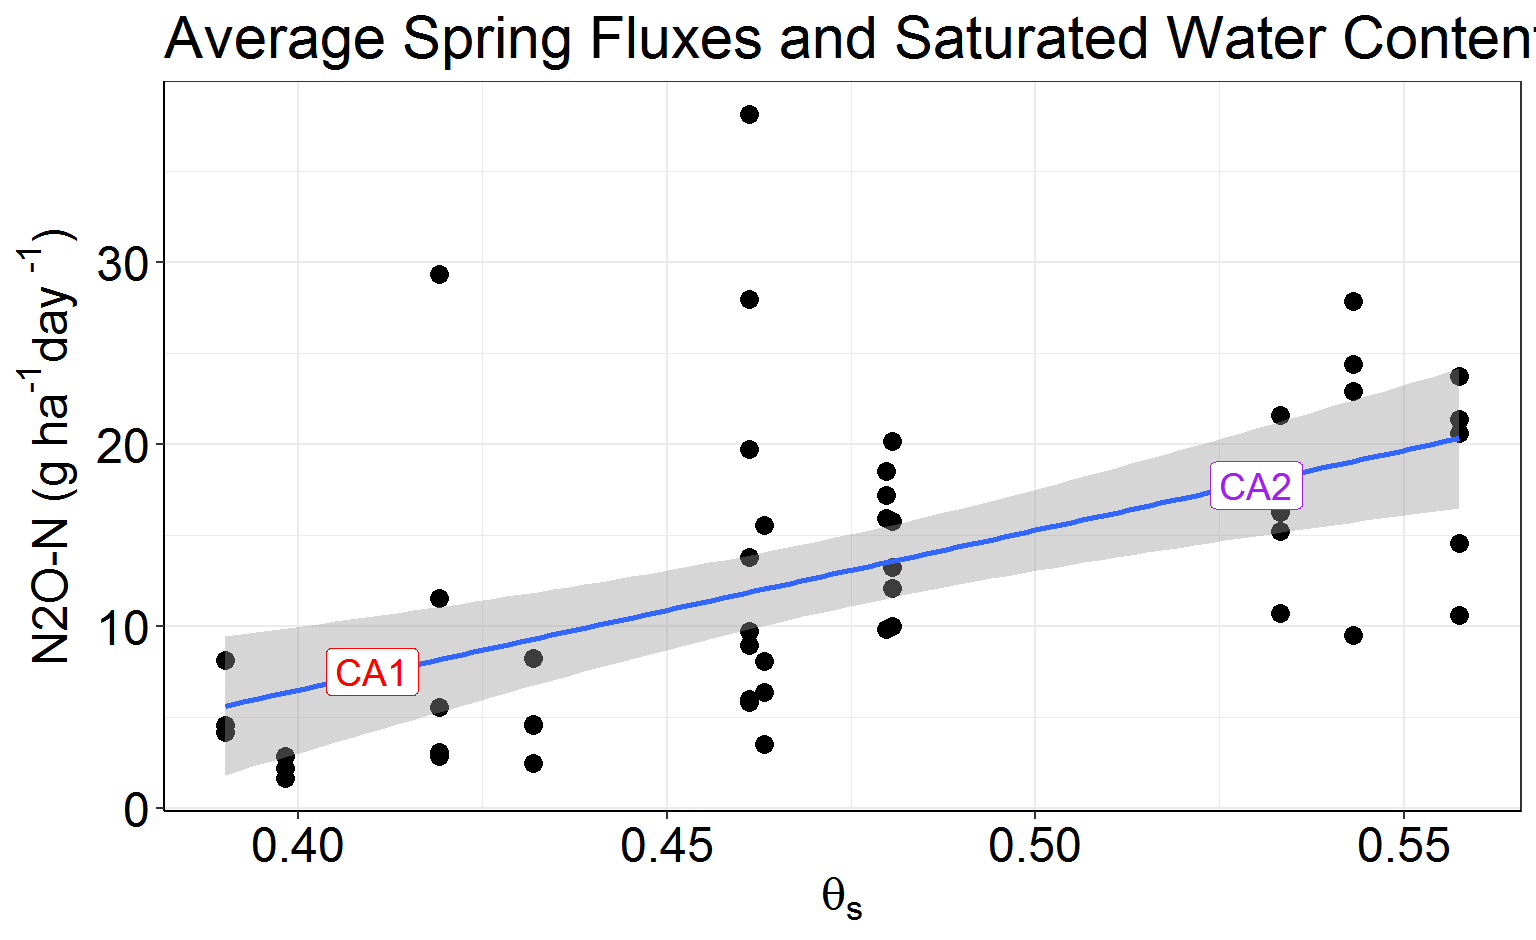 Average Spring Fluxes and Saturated Water Conten
N2O-N (g ha-1day -1)
30
20
10
0
CA1
CA2
0.40 0.45 0.50 0.55
θs